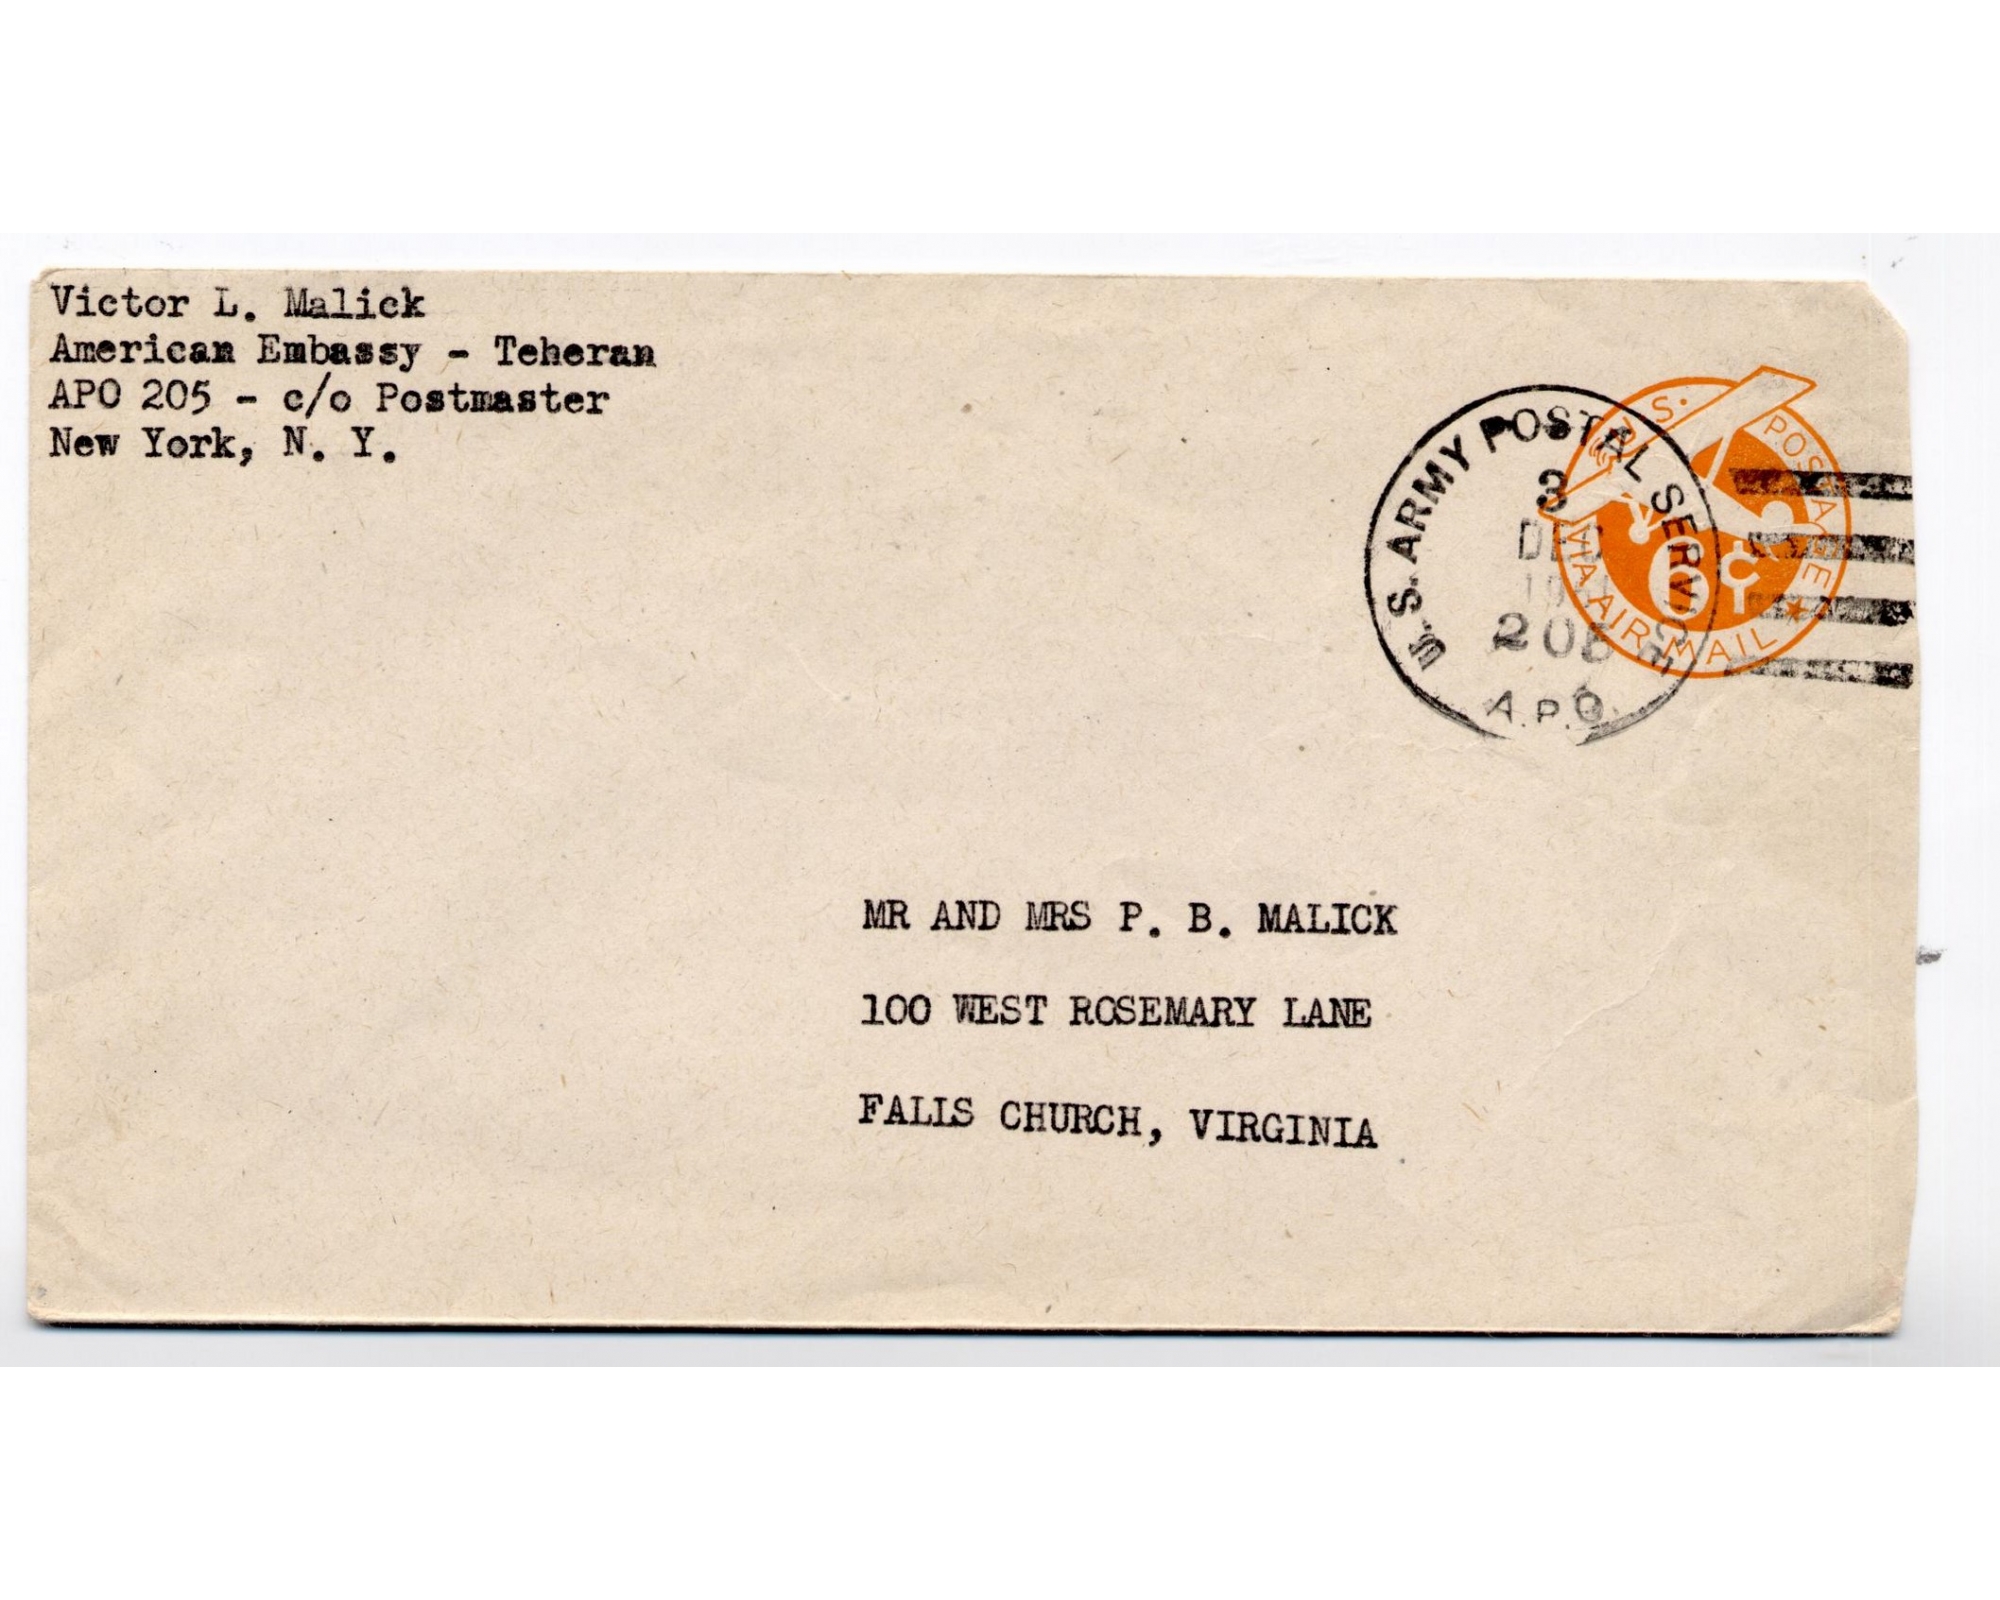 Victor L. Malick
American Embassy - Teheran
APO 205 - c/o Postmaster
New York, N. Y.
U.S. ARMY POSTAL SERVICE
3
DEC
205
A.P.O.
U.S. POSTAGE
6¢
VIA AIR MAIL
MR AND MRS P. B. MALICK
100 WEST ROSEMARY LANE
FALLS CHURCH, VIRGINIA